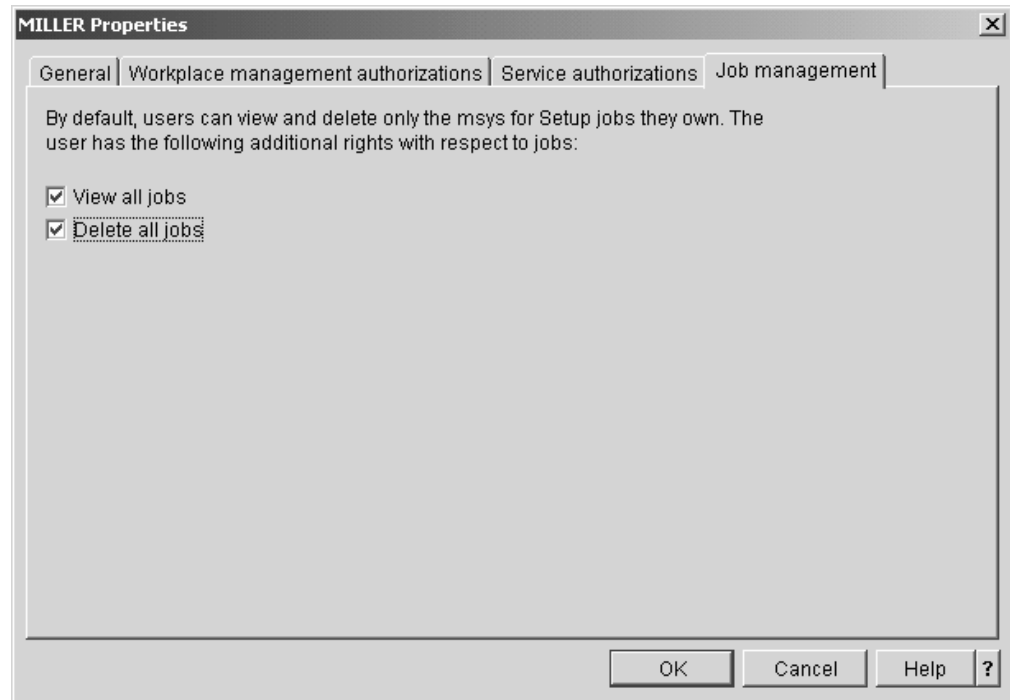 MILLER Properties
General Workplace management authorizations Service authorizations Job management
By default, users can view and delete only the msys for Setup jobs they own. The
user has the following additional rights with respect to jobs:
View all jobs
Delete all jobs
OK Cancel Help ?